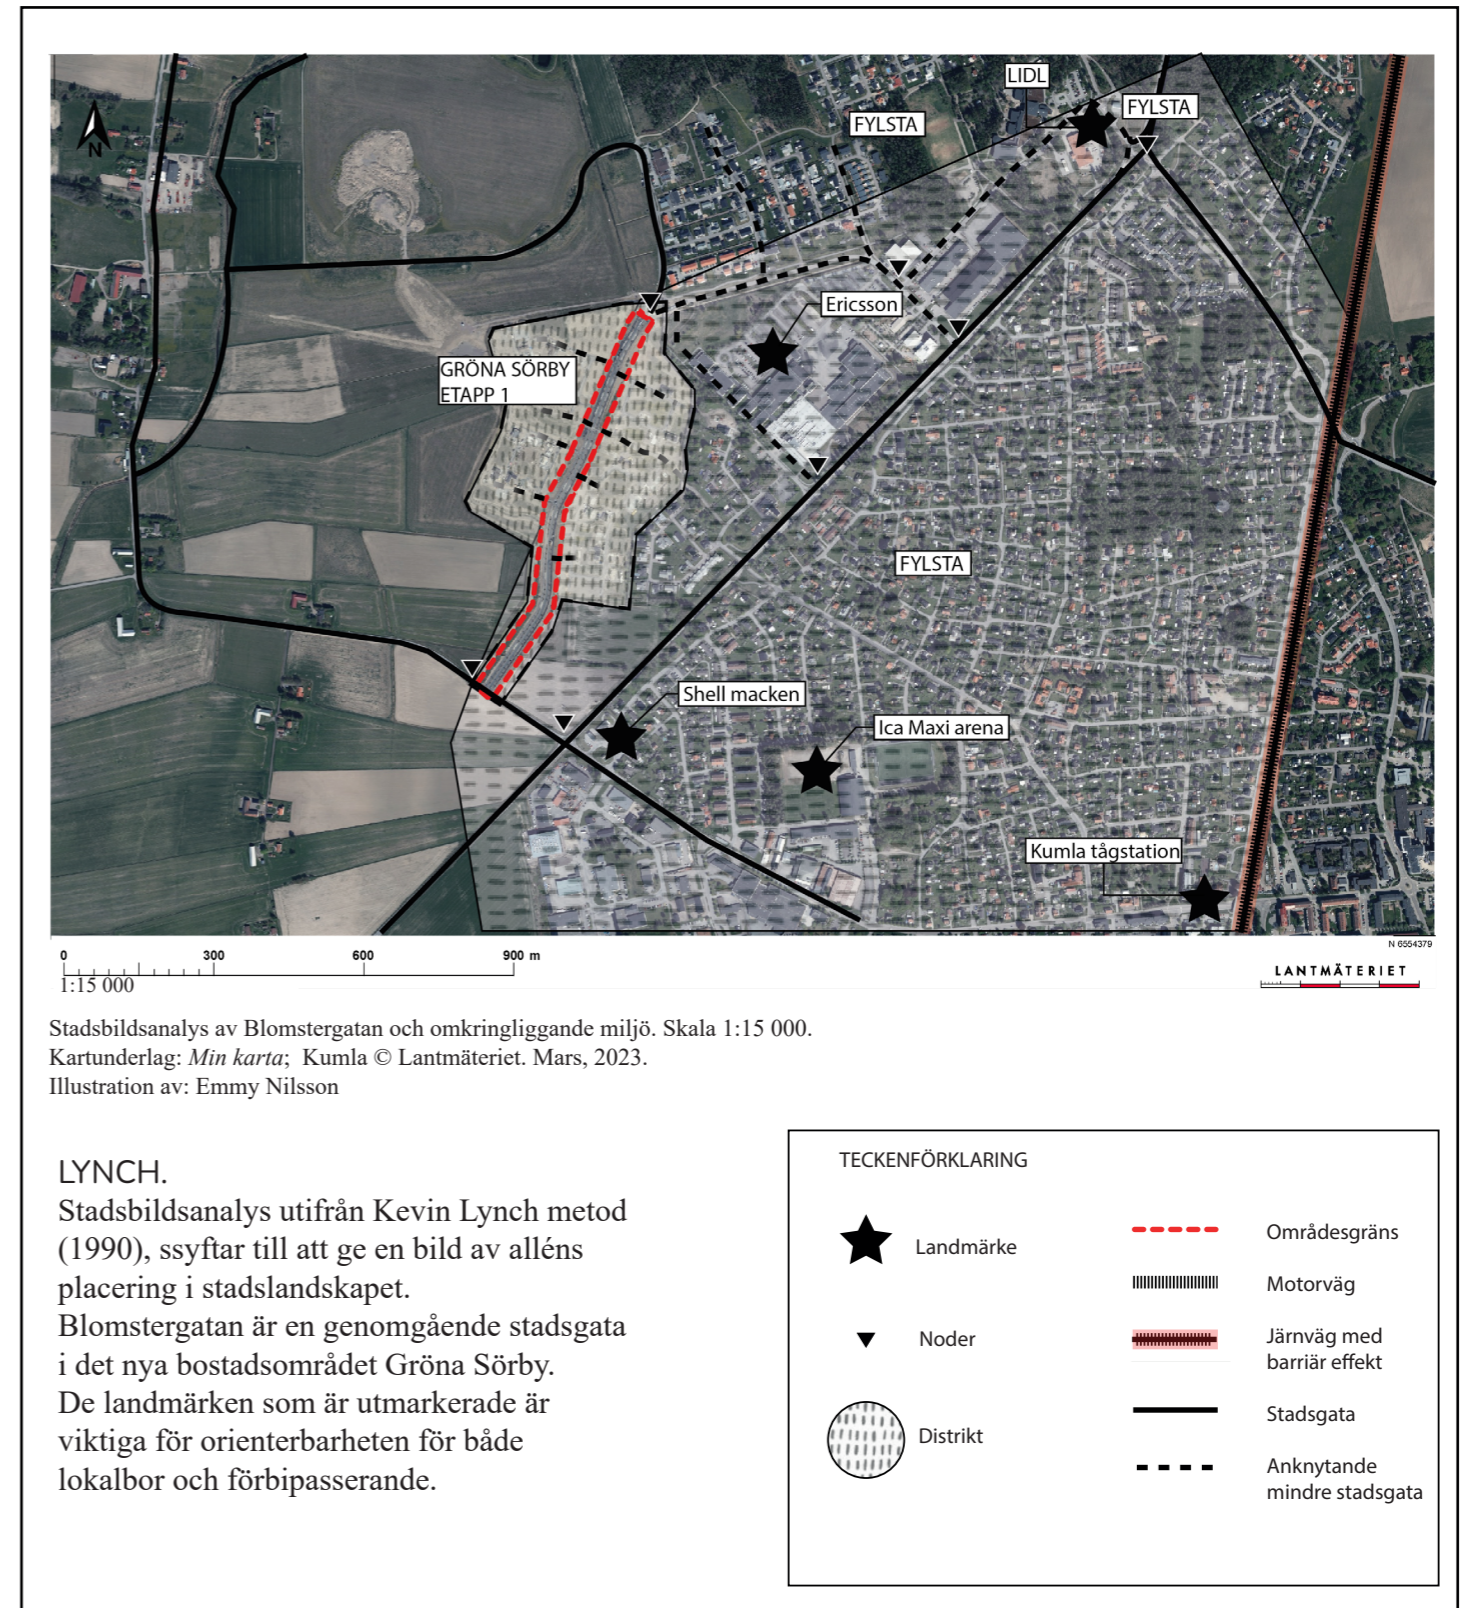 LIDL
FYLSTA
FYLSTA
N
Ericsson
GRÖNA SÖRBY
ETAPP 1
FYLSTA
Shell macken
Ica Maxi arena
Kumla tågstation
N 6554379
0 300 600 900 m
1:15 000
LANTMÄTERIET
Stadsbildsanalys av Blomstergatan och omkringliggande miljö. Skala 1:15 000.
Kartunderlag: Min karta; Kumla © Lantmäteriet. Mars, 2023.
Illustration av: Emmy Nilsson
LYNCH.
Stadsbildsanalys utifrån Kevin Lynch metod
(1990), ssyftar till att ge en bild av alléns
placering i stadslandskapet.
Blomstergatan är en genomgående stadsgata
i det nya bostadsområdet Gröna Sörby.
De landmärken som är utmarkerade är
viktiga för orienterbarheten för både
lokalbor och förbipasserande.
TECKENFÖRKLARING
Landmärke
Noder
Distrikt
Områdesgräns
Motorväg
Järnväg med
barriär effekt
Stadsgata
Anknytande
mindre stadsgata